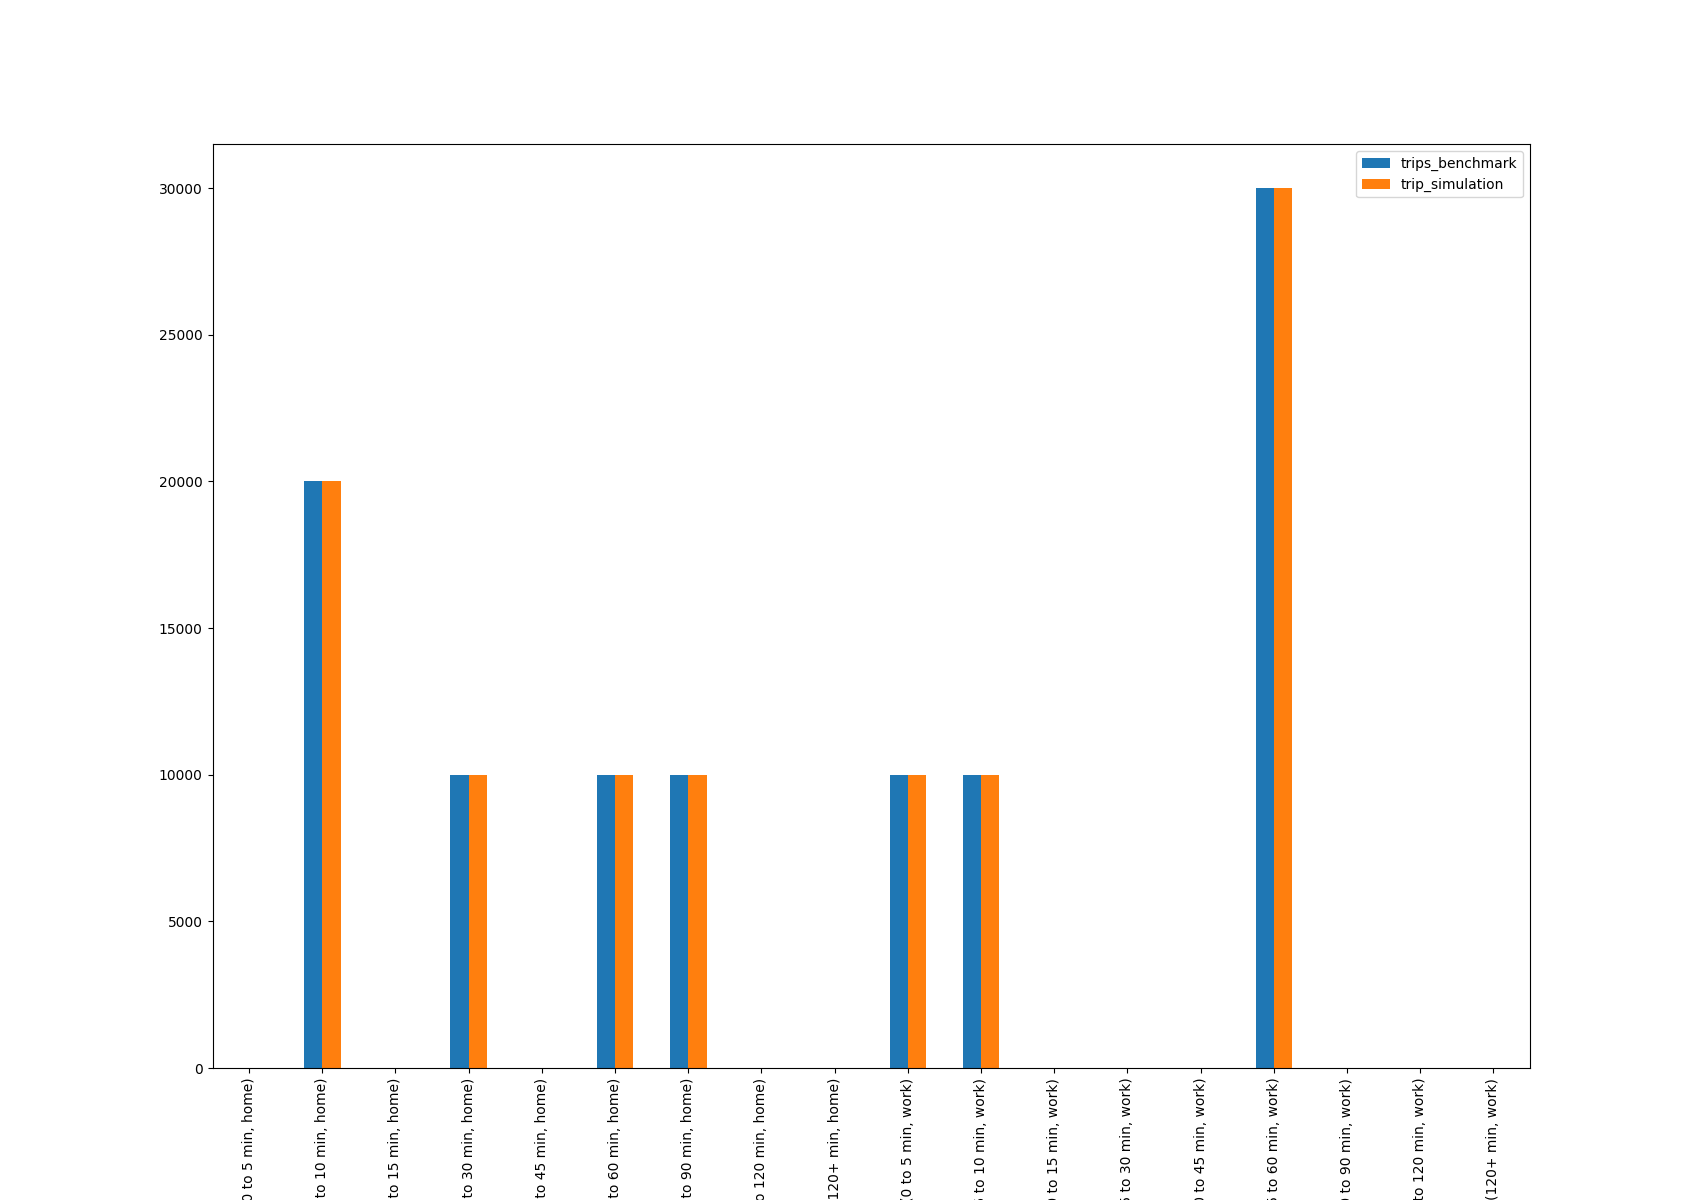 trips_benchmark
trip_simulation
30000
25000
20000
15000
10000
5000
0
0 to 5 min, home)
to 10 min, home)
to 15 min, home)
to 30 min, home)
to 45 min, home)
to 60 min, home)
to 90 min, home)
120 min, home)
120+ min, home)
(0 to 5 min, work)
to 10 min, work)
to 15 min, work)
to 30 min, work)
to 45 min, work)
to 60 min, work)
to 90 min, work)
to 120 min, work)
(120+ min, work)